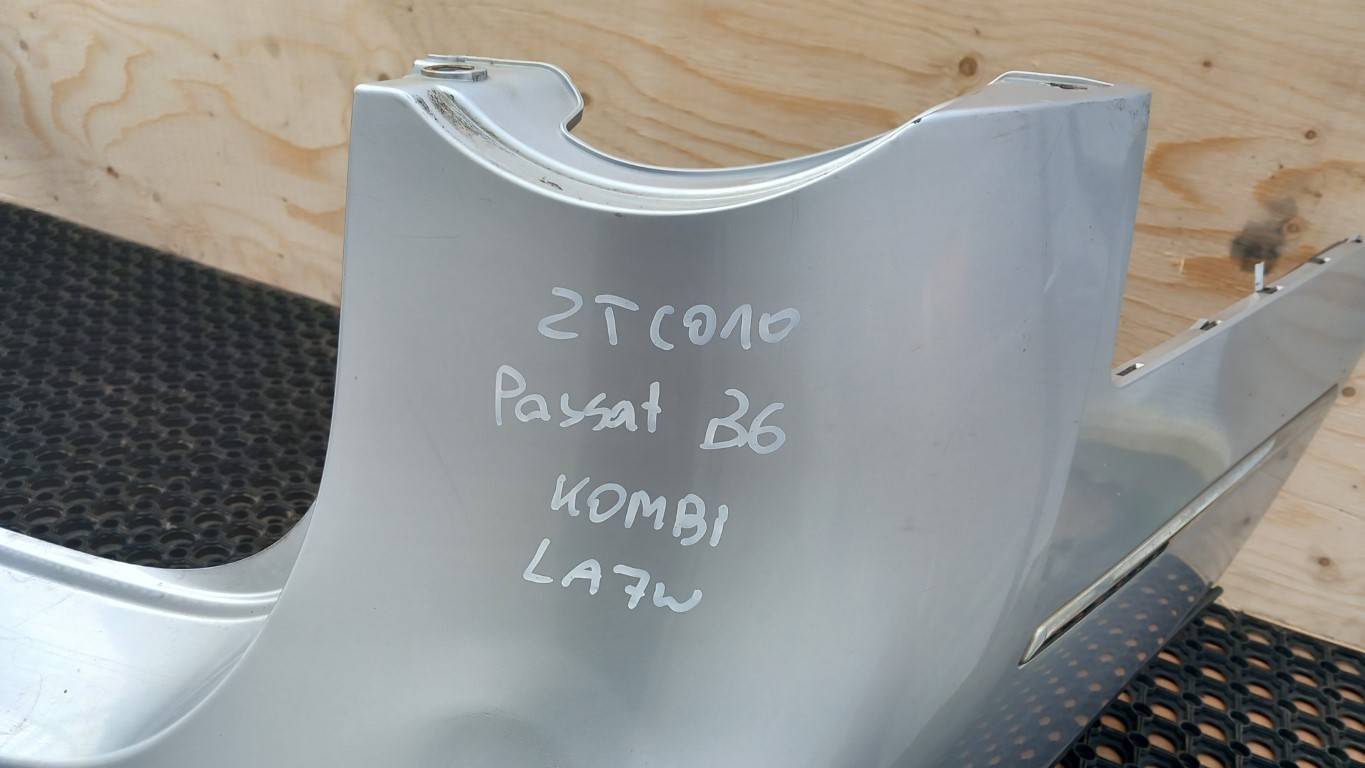 ZTC010
Passat B6
KOMBI
LA7W